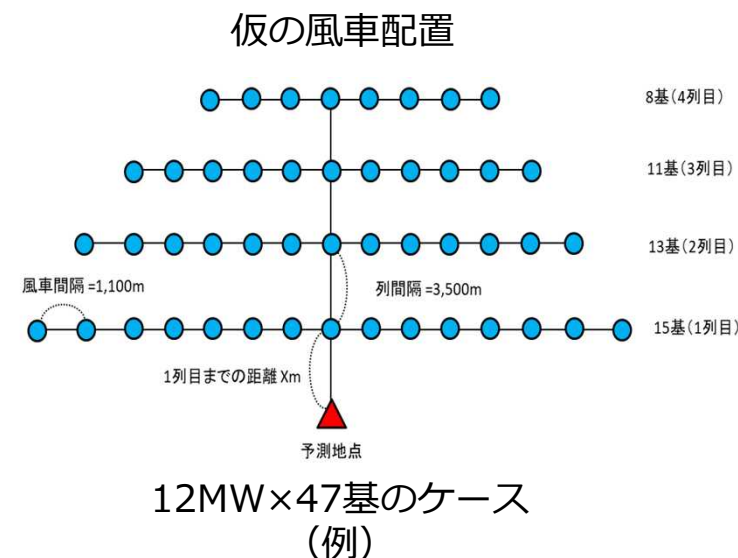 仮の風車配置
8基(4列目)
11基(3列目)
13基(2列目)
風車間隔 =1,100m
列間隔 =3,500m
15基(1列目)
1列目までの距離 Xm
予測地点
12MW×47基のケース
(例)